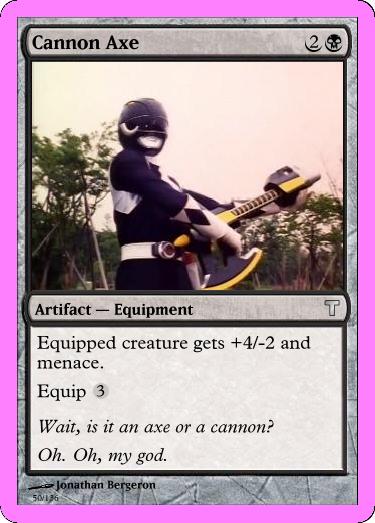 Cannon Axe 2
Artifact — Equipment T
Equipped creature gets +4/-2 and
menace.
Equip 3
Wait, is it an axe or a cannon?
Oh. Oh, my god.
Jonathan Bergeron
50/136